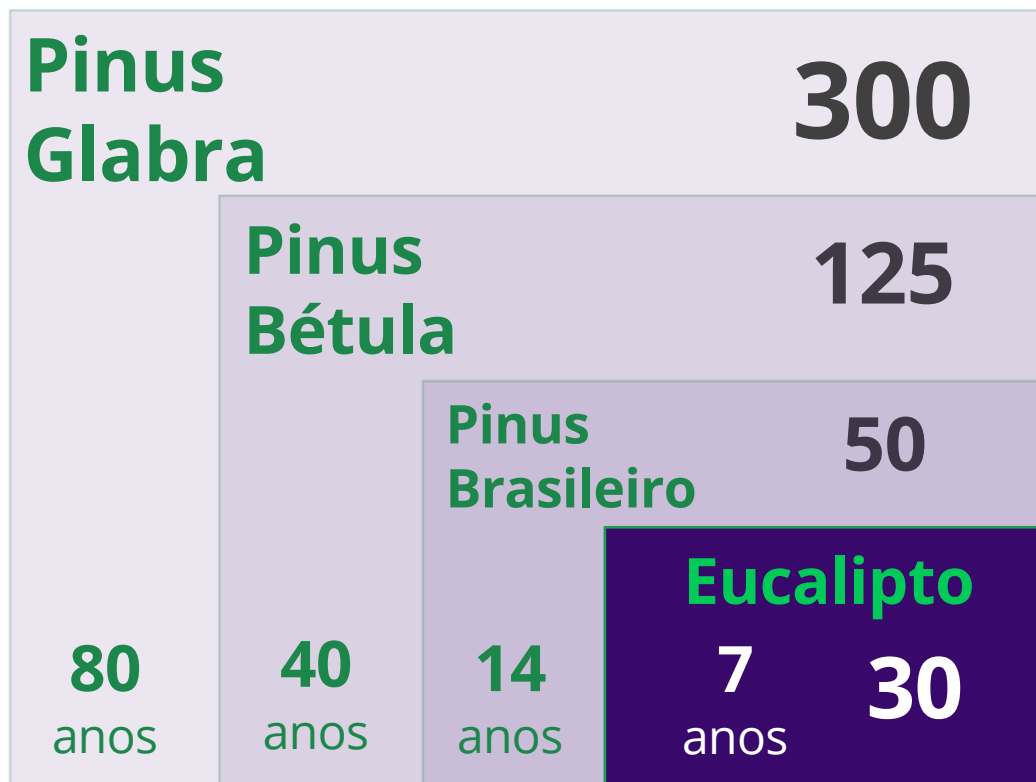 Pinus
Glabra
300
Pinus
Bétula
125
Pinus
Brasileiro
50
Eucalipto
80
anos
40
anos
14
anos
7
anos
30